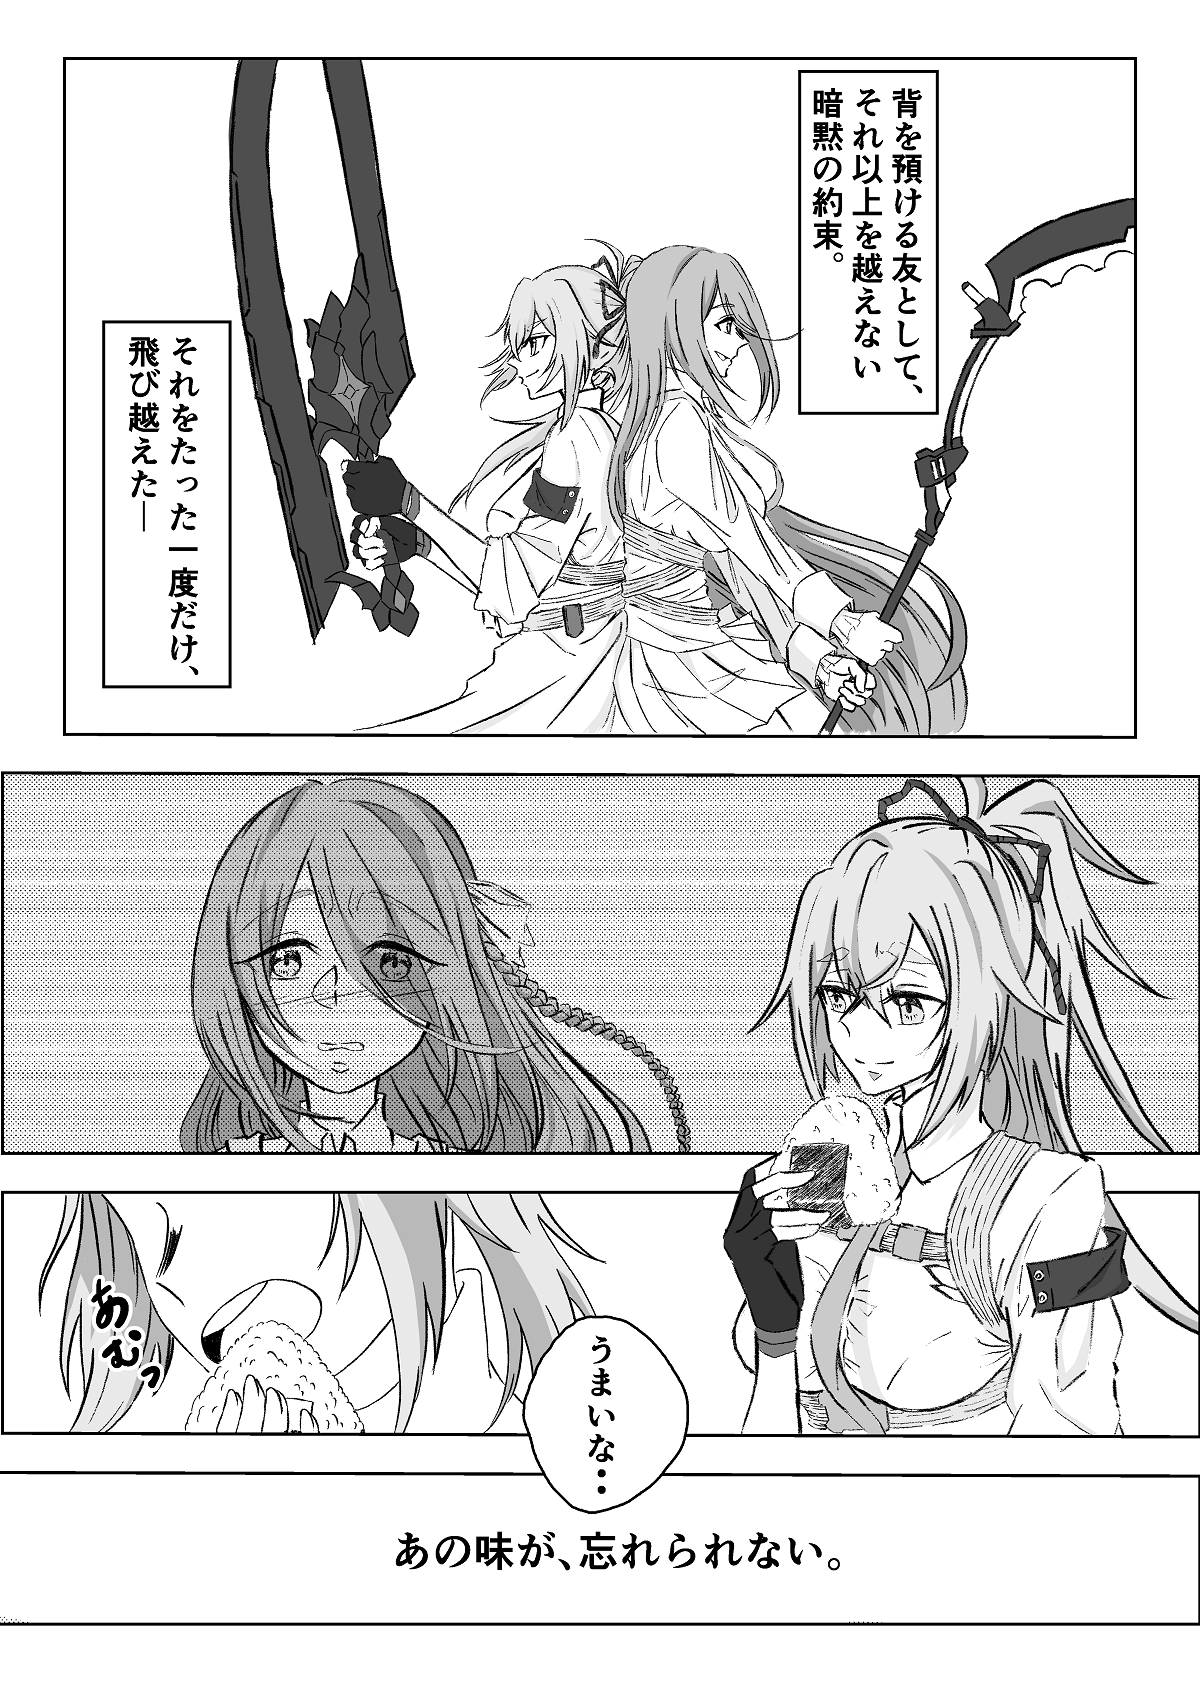 背を預ける友として、
それ以上を越えない
暗黙の約束。
それをたった一度だけ、
飛び越えた―
あむっ
うまいな‥
あの味が、忘れられない。